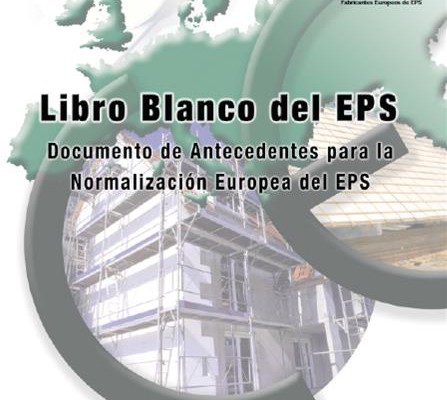 Fabricantes Europeos de EPS
Libro Blanco del EPS
Documento de Antecedentes para la
Normalización Europea del EPS